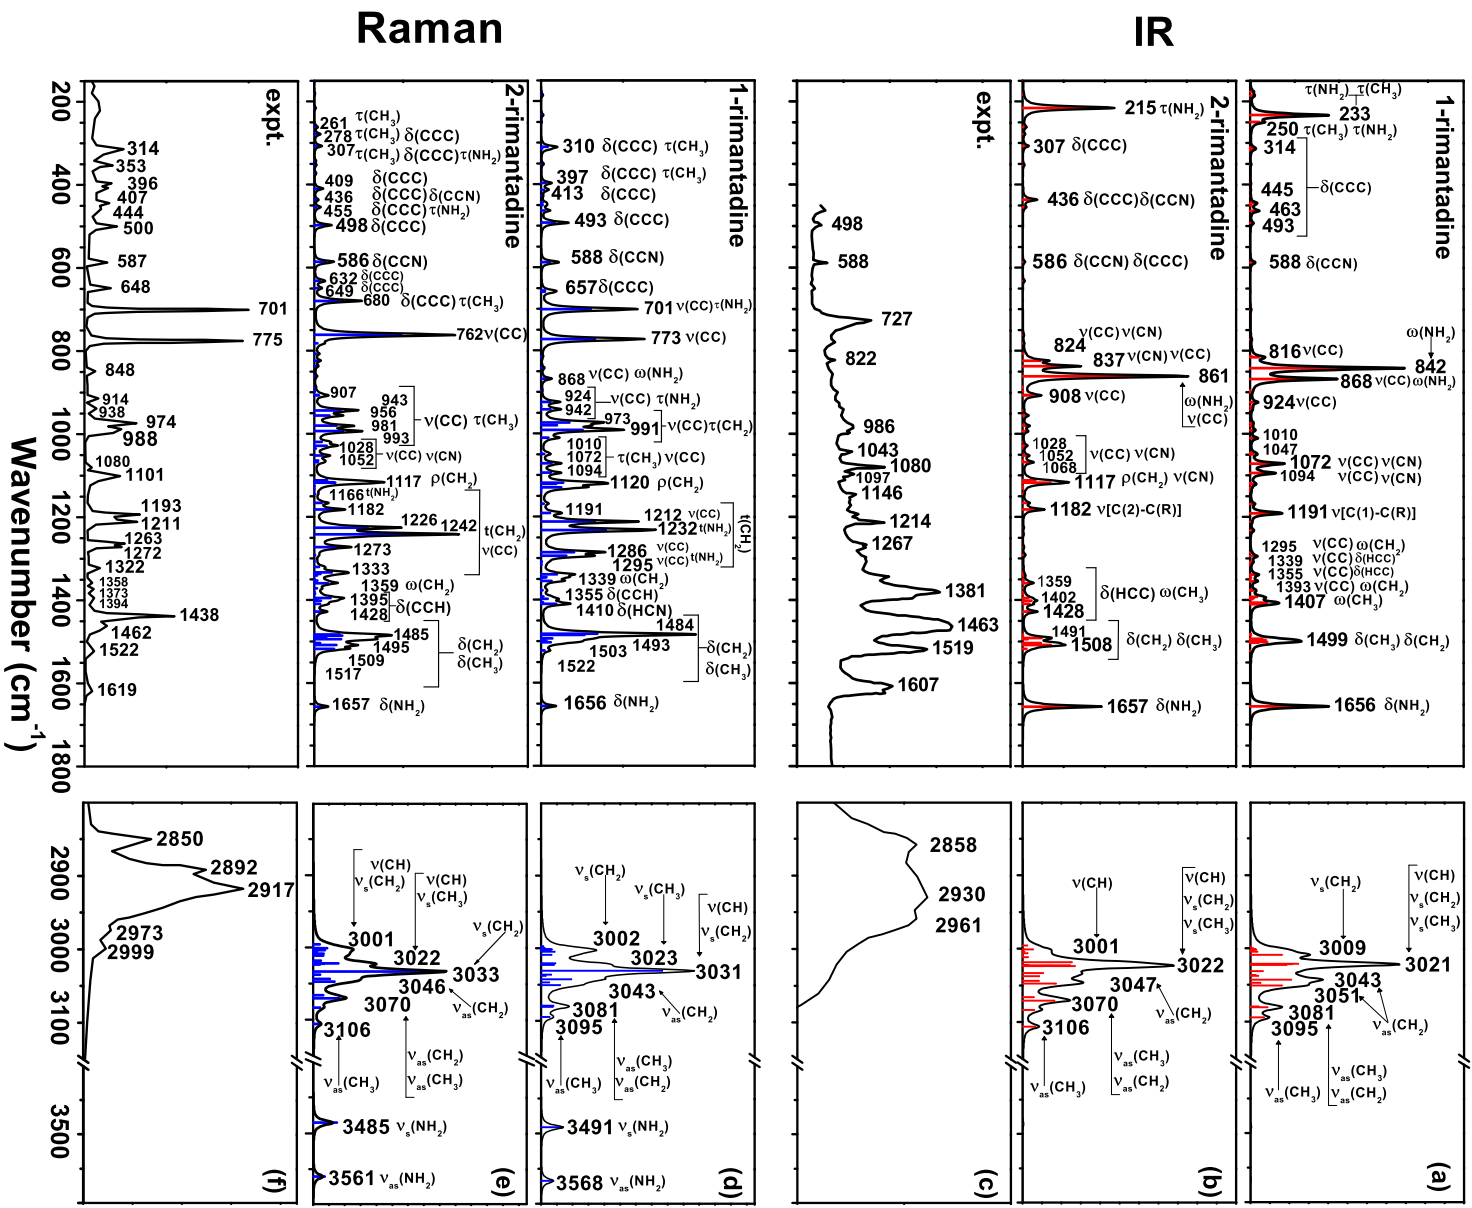 Raman
IR
1-rimantadine
τ(NH2) τ(CH3)
233
250 τ(CH3) τ(NH2)
314
445 δ(CCC)
463
493
588 δ(CCN)
ω(NH2)
816 ν(CC)
842
868 ν(CC) ω(NH2)
924 ν(CC)
1010
1047
1072 ν(CC) ν(CN)
1094 ν(CC) ν(CN)
1191 ν[C(1)-C(R)]
1295 ν(CC) ω(CH2)
1339 ν(CC) δ(HCC)
1355 ν(CC) δ(HCC)
1393 ν(CC) ω(CH2)
1407 ω(CH3)
1499 δ(CH3) δ(CH2)
1656 δ(NH2)
ν(CH)
νs(CH2)
νs(CH3)
νs(CH2)
3009
3021
3043
3051
3081
3095
νas(CH2)
νas(CH3)
νas(CH3)
νas(CH2)
(a)
2-rimantadine
215 τ(NH2)
307 δ(CCC)
436 δ(CCC)δ(CCN)
586 δ(CCN) δ(CCC)
ν(CC) ν(CN)
824
837 ν(CN) ν(CC)
861
ω(NH2)
ν(CC)
908 ν(CC)
1028
1052 ν(CC) ν(CN)
1068
1117 ρ(CH2) ν(CN)
1182 ν[C(2)-C(R)]
1359
1402 δ(HCC) ω(CH3)
1428
1491
1508 δ(CH2) δ(CH3)
1657 δ(NH2)
ν(CH)
ν(CH)
νs(CH2)
νs(CH3)
3001
3022
3047
3070
3106
νas(CH2)
νas(CH3)
νas(CH3)
νas(CH2)
(b)
expt.
498
588
727
822
986
1043
1080
1097
1146
1214
1267
1381
1463
1519
1607
2858
2930
2961
(c)
1-rimantadine
310 δ(CCC) τ(CH3)
397 δ(CCC) τ(CH3)
413 δ(CCC)
493 δ(CCC)
588 δ(CCN)
657 δ(CCC)
701 ν(CC) τ(NH2)
773 ν(CC)
868 ν(CC) ω(NH2)
924
942 ν(CC) τ(NH2)
973
991 ν(CC) τ(CH2)
1010
1072 τ(CH3) ν(CC)
1094
1120 ρ(CH2)
1191
1212 ν(CC)
1232 t(NH2)
t(CH2)
1286 ν(CC)
1295 ν(CC) t(NH2)
1339 ω(CH2)
1355 δ(CCH)
1410 δ(HCN)
1484
1493
1503
1522
δ(CH2)
δ(CH3)
1656 δ(NH2)
νs(CH2)
νs(CH3)
ν(CH)
νs(CH2)
3002
3023
3031
3043
3081
3095
νas(CH2)
νas(CH3)
νas(CH3)
νas(CH2)
3491 νs(NH2)
3568 νas(NH2)
(d)
2-rimantadine
261 τ(CH3)
278 τ(CH3) δ(CCC)
307 τ(CH3) δ(CCC) τ(NH2)
409 δ(CCC)
436 δ(CCC) δ(CCN)
455 δ(CCC) τ(NH2)
498 δ(CCC)
586 δ(CCN)
632 δ(CCC)
649 δ(CCC)
680 δ(CCC) τ(CH3)
762 ν(CC)
907
943
956
981
993
ν(CC) τ(CH3)
1028
1052 ν(CC) ν(CN)
1117 ρ(CH2)
1166 t(NH2)
1182
1226
1242
t(CH2)
ν(CC)
1273
1333
1359 ω(CH2)
1395
1428 δ(CCH)
1485
1495
1509
1517
δ(CH2)
δ(CH3)
1657 δ(NH2)
ν(CH)
νs(CH2)
ν(CH)
νs(CH3)
νs(CH2)
3001
3022
3033
3046
3070
3106
νas(CH2)
νas(CH2)
νas(CH3)
νas(CH3)
3485 νs(NH2)
3561 νas(NH2)
(e)
expt.
314
353
396
407
444
500
587
648
701
775
848
914
938
974
988
1080
1101
1193
1211
1263
1272
1322
1358
1373
1394
1438
1462
1522
1619
2850
2892
2917
2973
2999
(f)
200
400
600
800
1000
1200
1400
1600
1800
2900
3000
3100
3500
Wavenumber (cm-1)